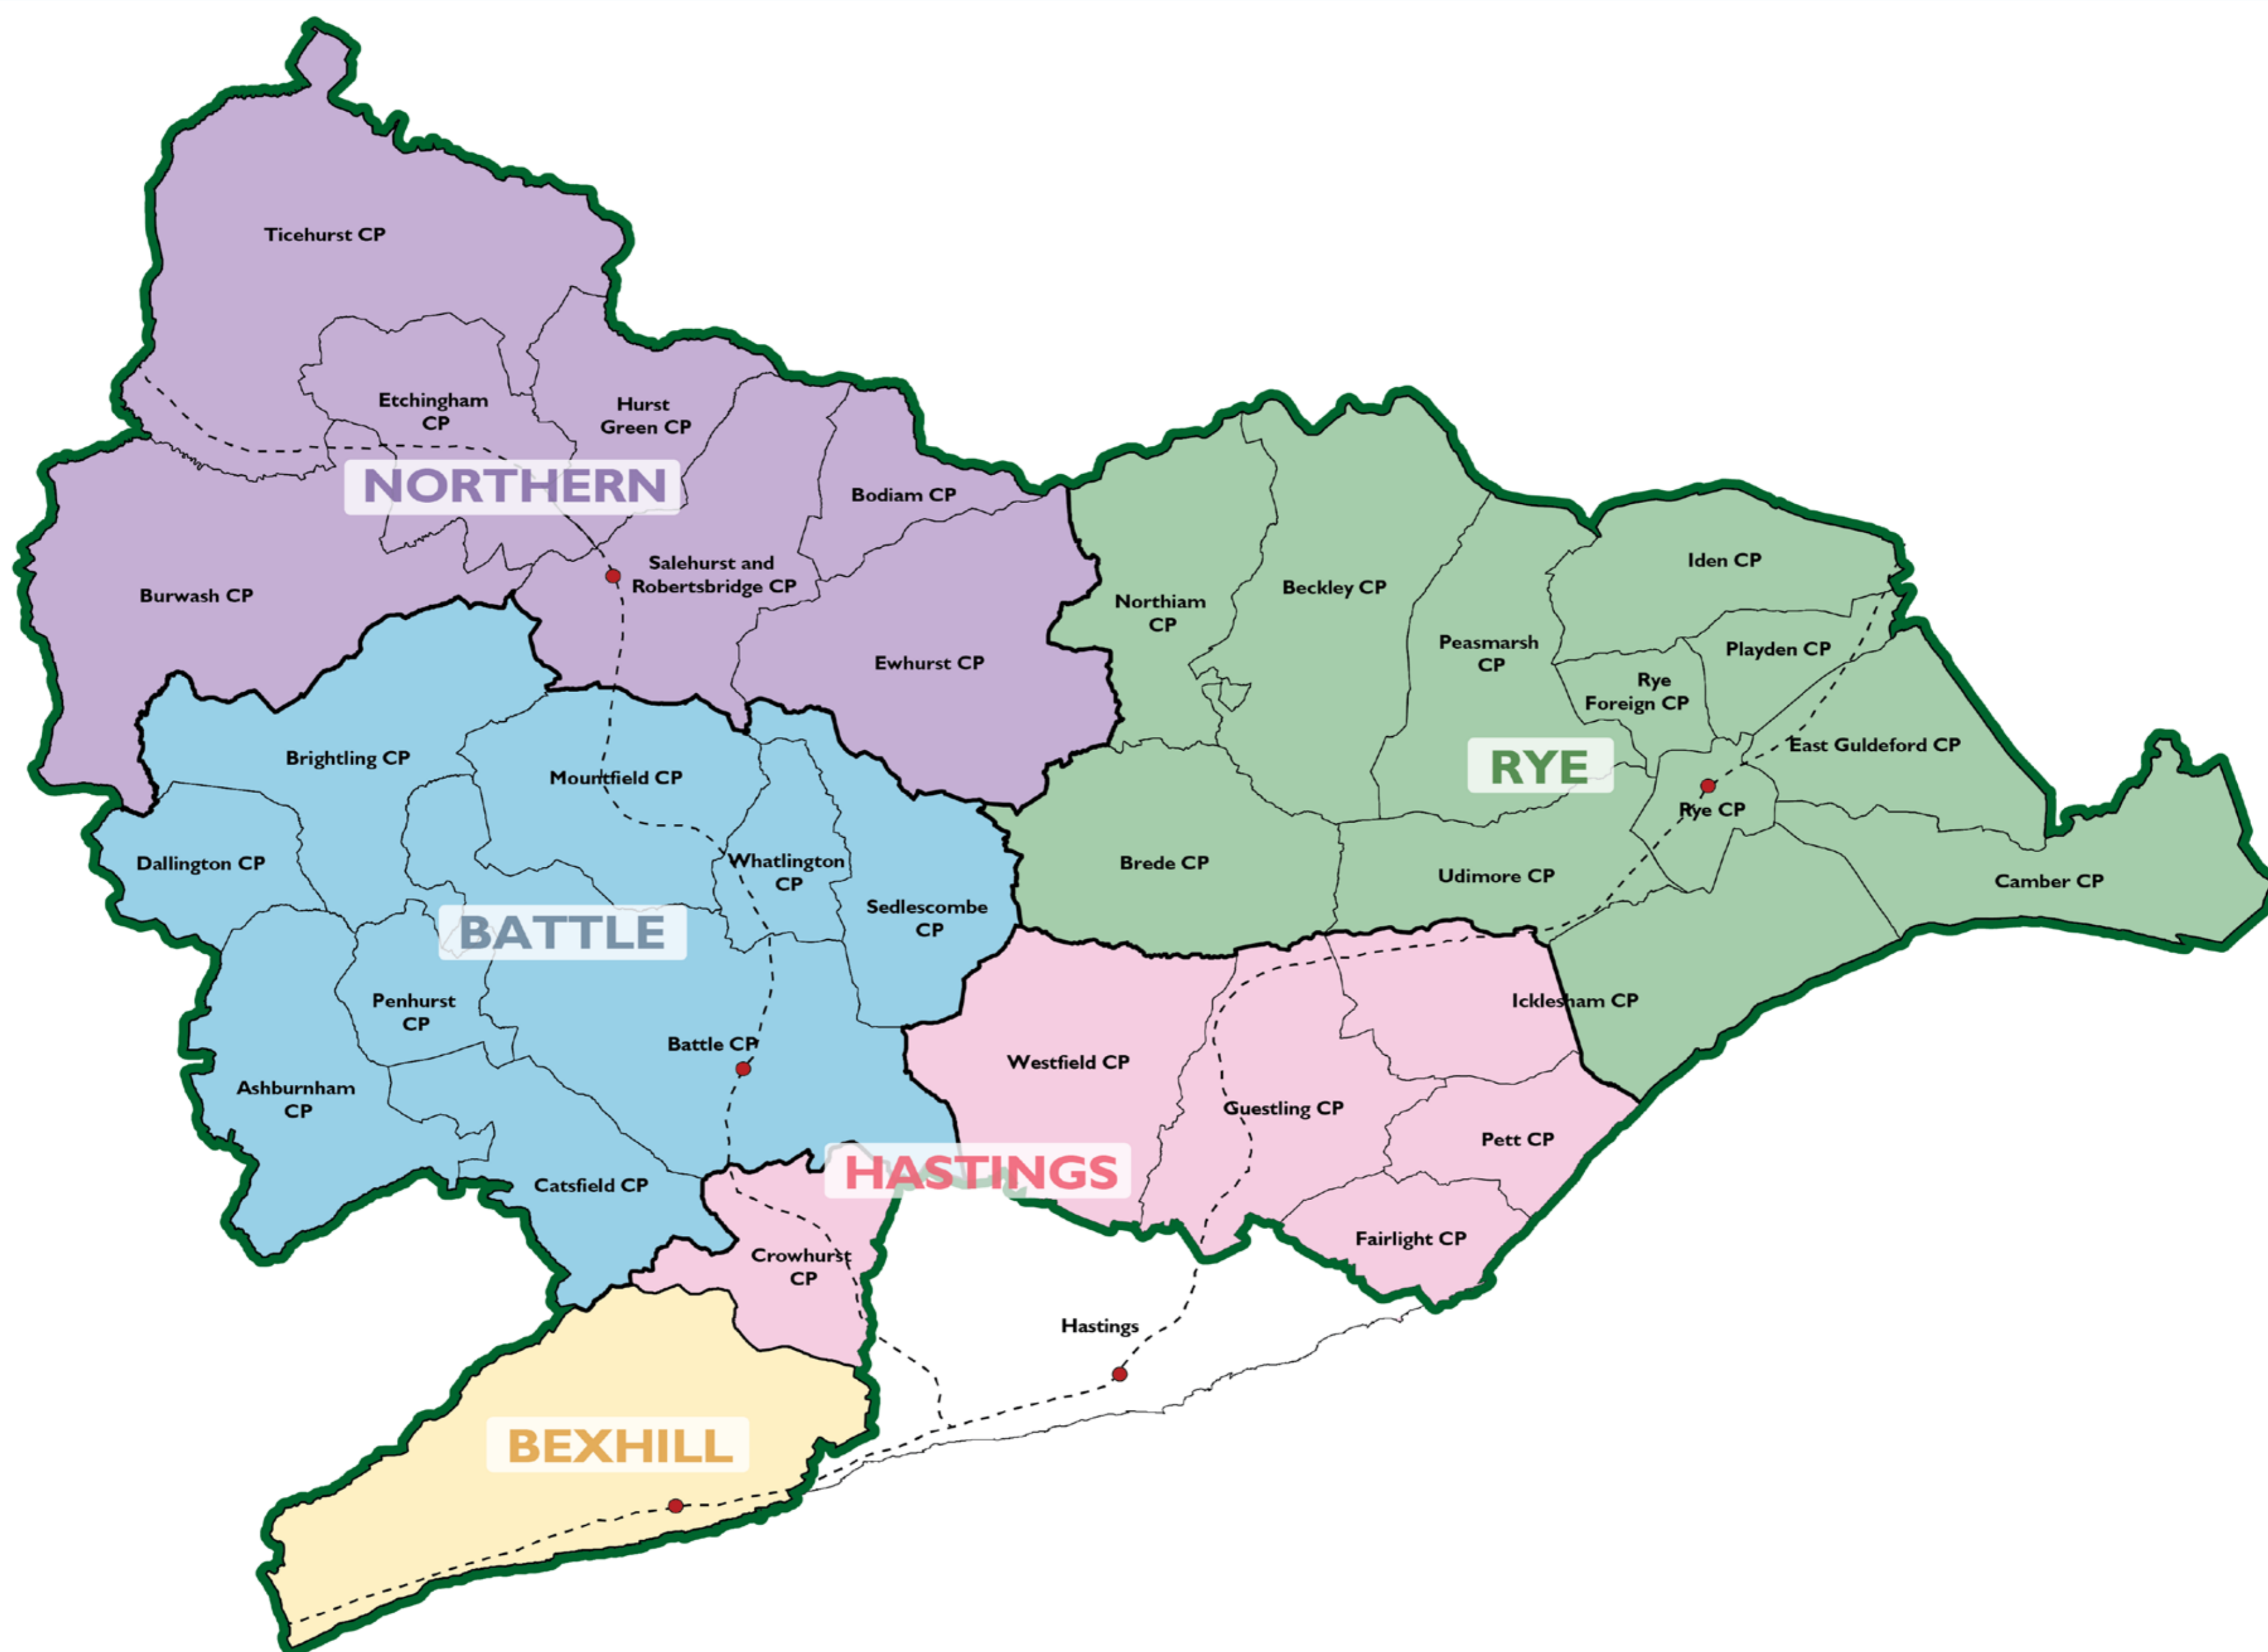 Ticehurst CP
Etchingham
CP
Hurst
Green CP
NORTHERN
Bodiam CP
Burwash CP
Salehurst and
Robertsbridge CP
Ewhurst CP
Northiam
CP
Beckley CP
Peasmarsh
CP
Iden CP
Playden CP
Rye
Foreign CP
East Guldeford CP
RYE
Rye CP
Brede CP
Udimore CP
Camber CP
Brightling CP
Mountfield CP
Dallington CP
Whatlington
CP
Sedlescombe
CP
BATTLE
Penhurst
CP
Battle CP
Ashburnham
CP
Catsfield CP
Icklesham CP
Westfield CP
Guestling CP
Pett CP
HASTINGS
Fairlight CP
Crowhurst
CP
Hastings
BEXHILL